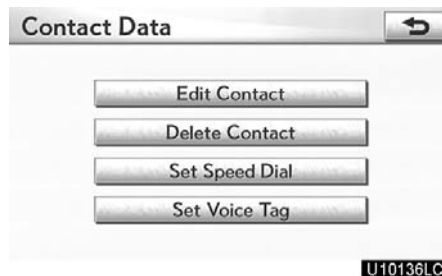 Contact Data
Edit Contact
Delete Contact
Set Speed Dial
Set Voice Tag
U10136LC